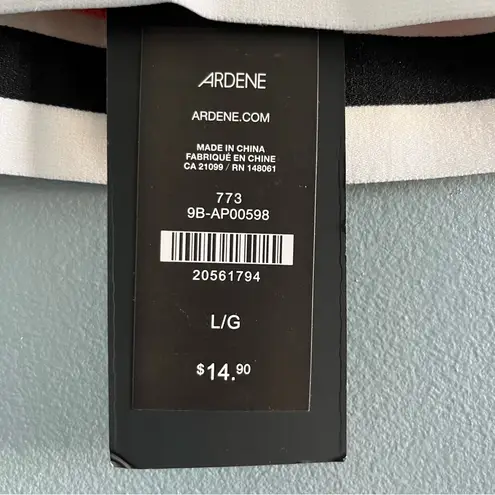 ARDENE
ARDENE.COM
MADE IN CHINA
FABRIQUÉ EN CHINE
CA 21099 / RN 148061
773
9B-AP00598
20561794
L/G
$14.90